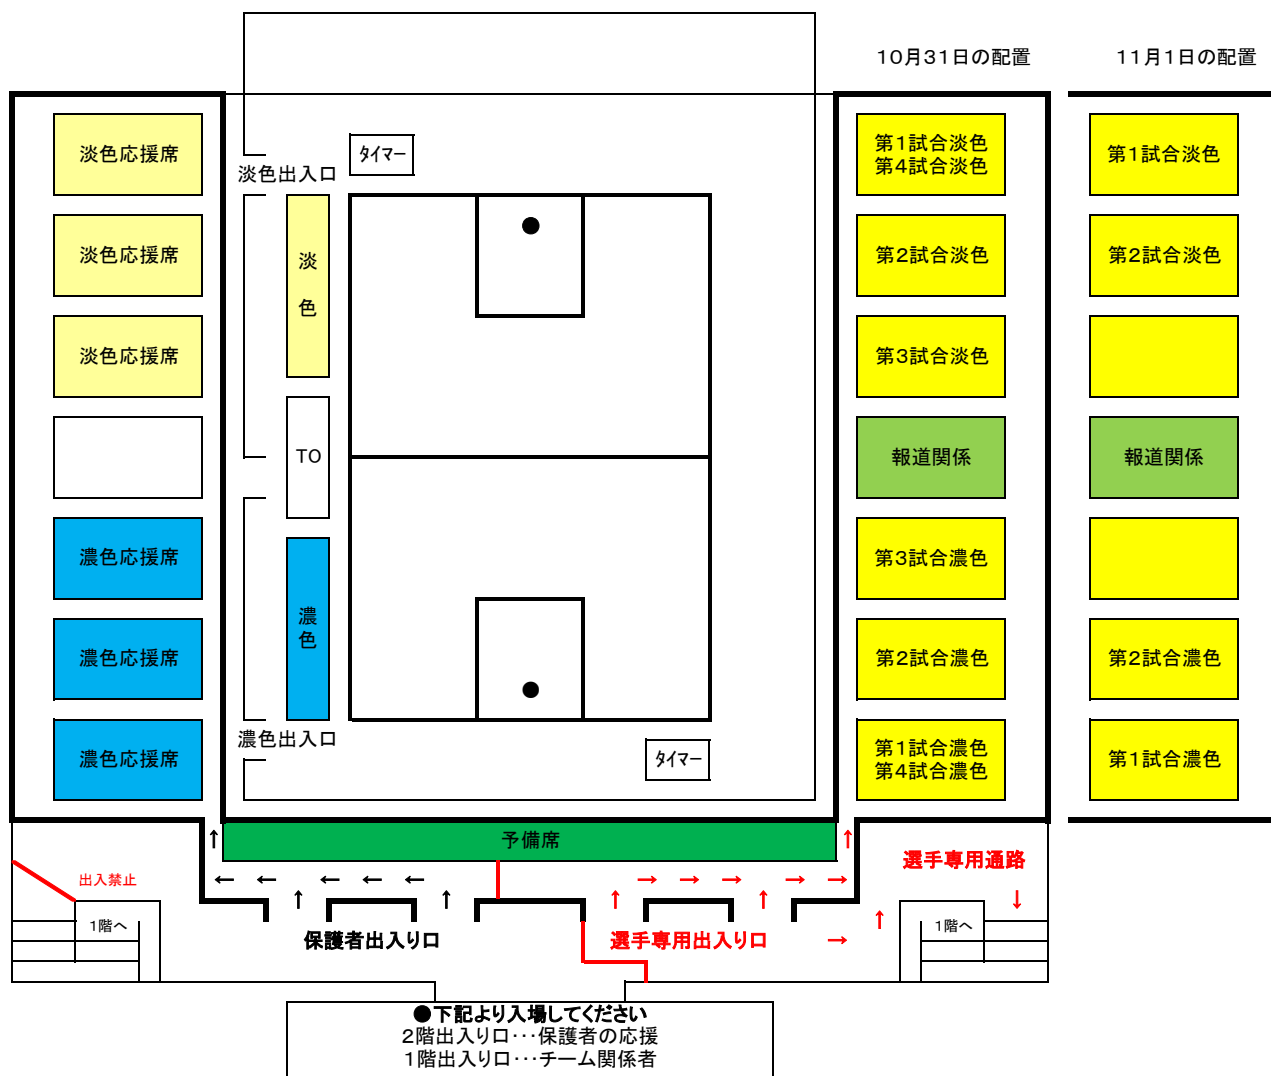 10月31日の配置
11月1日の配置
淡色応援席
淡色応援席
淡色応援席
濃色応援席
濃色応援席
濃色応援席
淡色出入口
タイマー
淡
色
TO
濃
色
濃色出入口
タイマー
第1試合淡色
第4試合淡色
第2試合淡色
第3試合淡色
報道関係
第3試合濃色
第2試合濃色
第1試合濃色
第4試合濃色
第1試合淡色
第2試合淡色
報道関係
第2試合濃色
第1試合濃色
↑
予備席
↑
選手専用通路
出入禁止
← ← ← ← ←
→ → → → →
↑ ↑ ↑ ↑ ↑ ↓
1階へ
保護者出入り口
選手専用出入り口
→
1階へ
●下記より入場してください
2階出入り口・・・保護者の応援
1階出入り口・・・チーム関係者